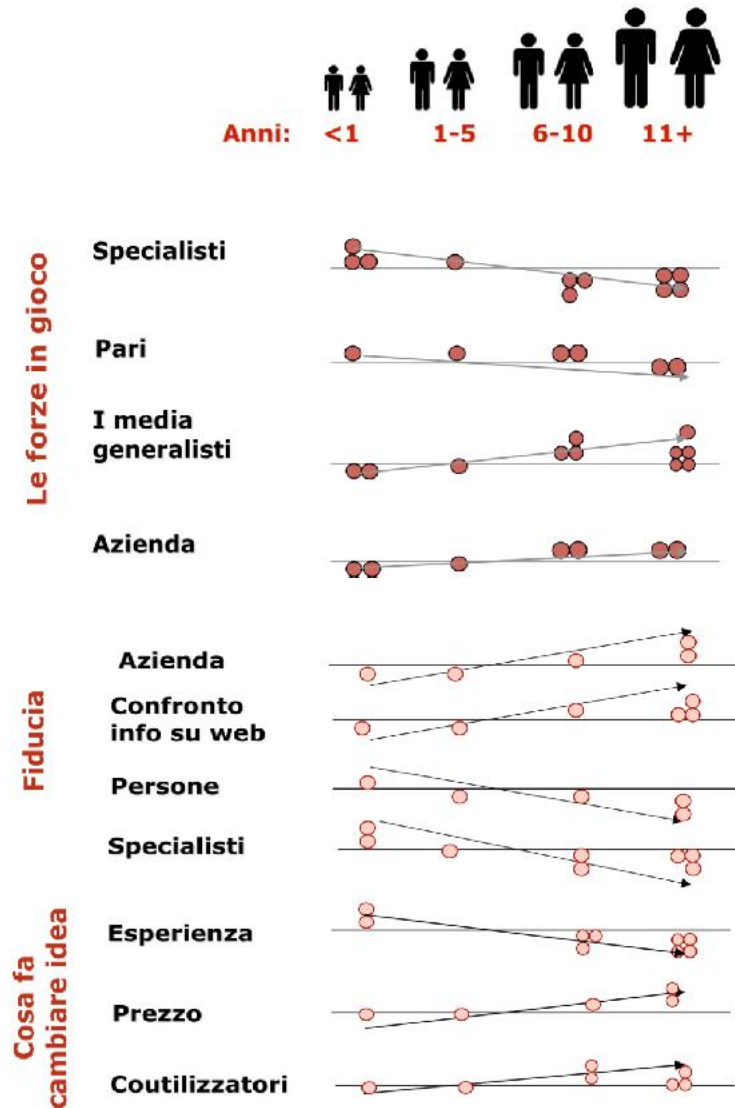 Anni: <1 1-5 6-10 11+
Le forze in gioco
Specialisti
Pari
I media
generalisti
Azienda
Fiducia
Azienda
Confronto
info su web
Persone
Specialisti
Cosa fa
cambiare idea
Esperienza
Prezzo
Coutilizzatori